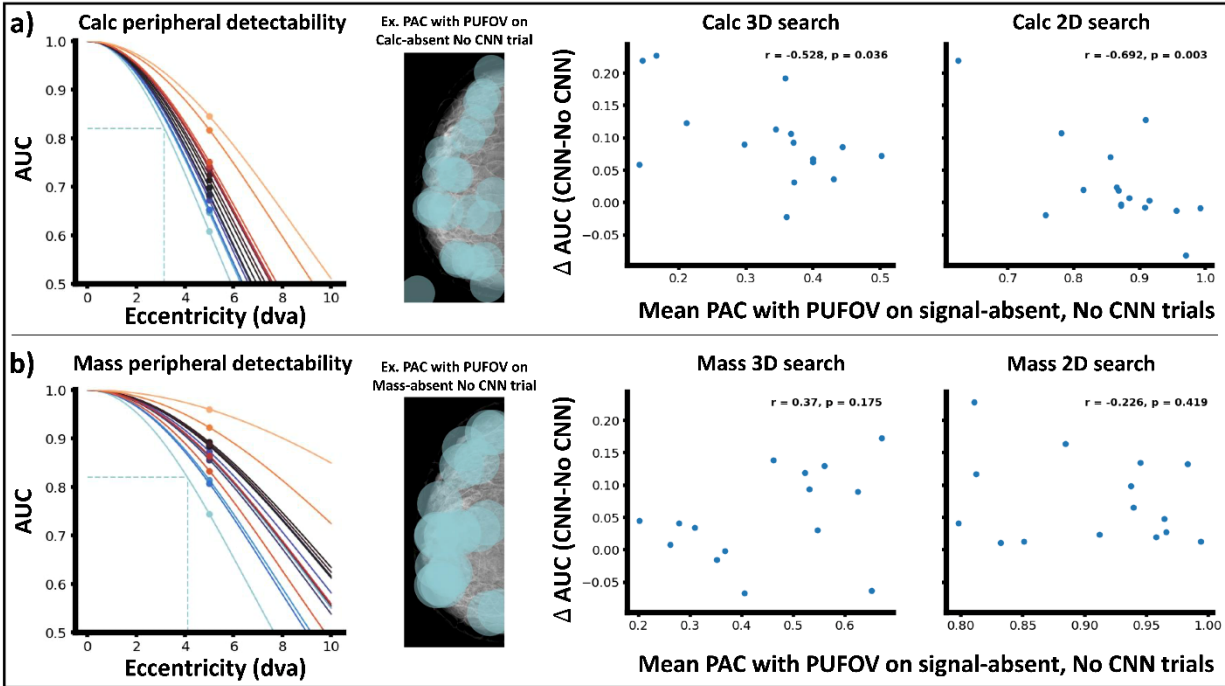 a)
Calc peripheral detectability
1.0
0.9
0.8
0.7
0.6
0.5
AUC
0
2
4
6
8
10
Eccentricity (dva)
Ex. PAC with PUFOV on
Calc-absent No CNN trial
Calc 3D search
r = -0.528, p = 0.036
0.20
0.15
0.10
0.05
0.00
−0.05
Δ AUC (CNN-No CNN)
0.2
0.3
0.4
0.5
Calc 2D search
r = -0.692, p = 0.003
0.7
0.8
0.9
1.0
Mean PAC with PUFOV on signal-absent, No CNN trials
b)
Mass peripheral detectability
1.0
0.9
0.8
0.7
0.6
0.5
AUC
0
2
4
6
8
10
Eccentricity (dva)
Ex. PAC with PUFOV on
Mass-absent No CNN trial
Mass 3D search
r = 0.37, p = 0.175
0.20
0.15
0.10
0.05
0.00
−0.05
Δ AUC (CNN-No CNN)
0.2
0.3
0.4
0.5
0.6
Mass 2D search
r = -0.226, p = 0.419
0.80
0.85
0.90
0.95
1.00
Mean PAC with PUFOV on signal-absent, No CNN trials